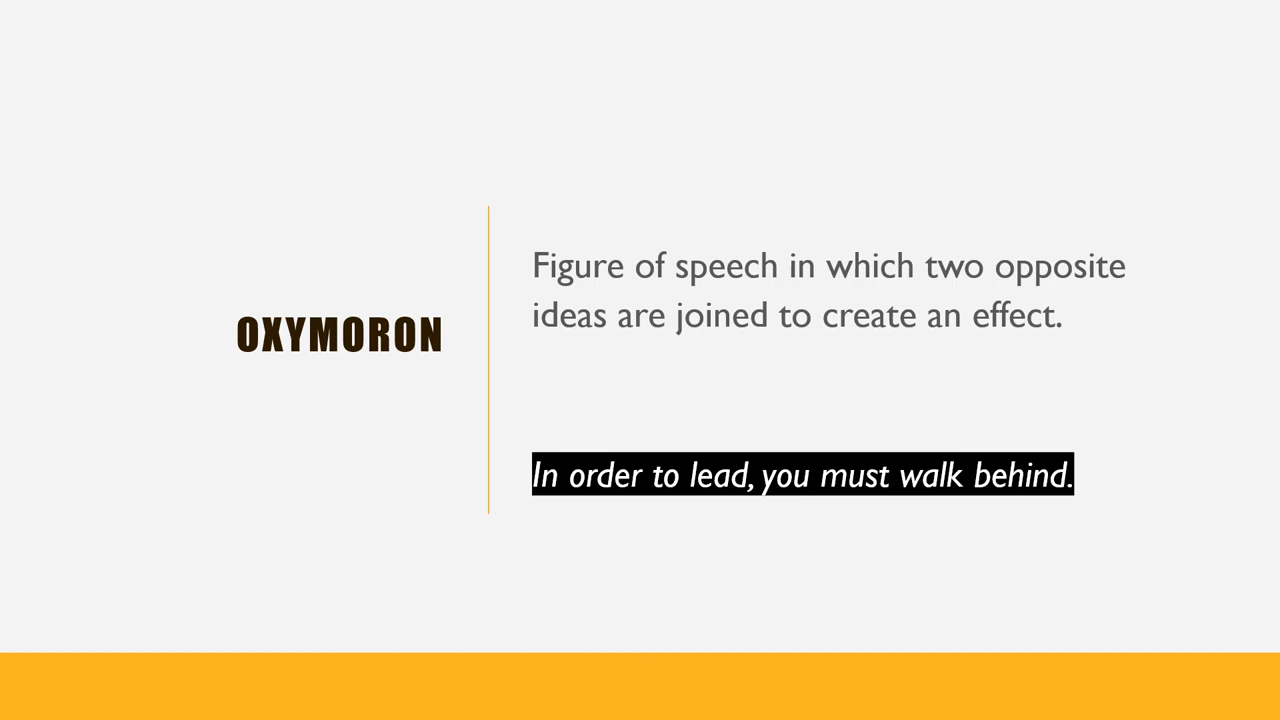 OXYMORON
Figure of speech in which two opposite
ideas are joined to create an effect.
In order to lead, you must walk behind.